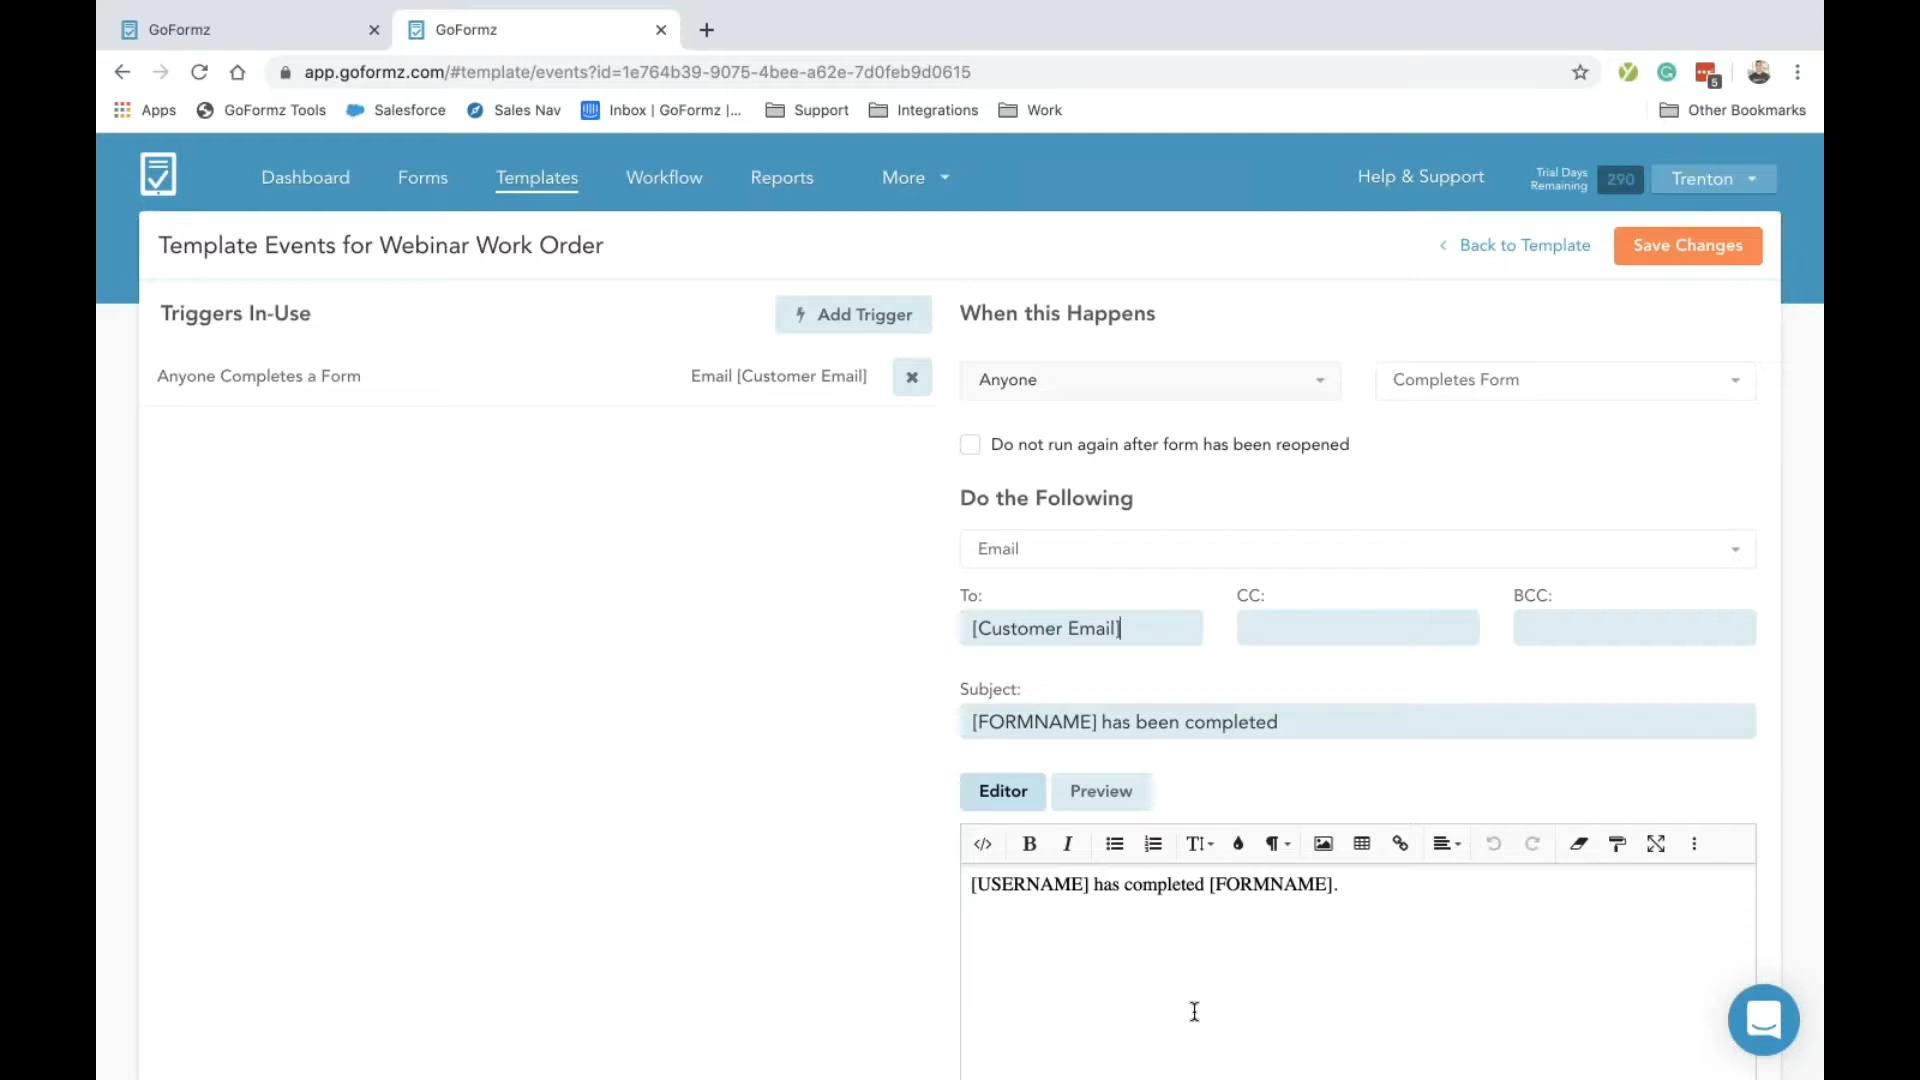 GoFormz
GoFormz
app.goformz.com/#template/events?id=1e764b39-9075-4bee-a62e-7d0feb9d0615
5
Apps
GoFormz Tools
Salesforce
Sales Nav
Inbox | GoFormz |...
Support
Integrations
Work
Other Bookmarks
Dashboard
Forms
Templates
Workflow
Reports
More
Help & Support
Trial Days
Remaining
290
Trenton
Template Events for Webinar Work Order
Back to Template
Save Changes
Triggers In-Use
Add Trigger
When this Happens
Anyone Completes a Form
Email [Customer Email]
Anyone
Completes Form
Do not run again after form has been reopened
Do the Following
Email
To:
CC:
BCC:
[Customer Email]
Subject:
[FORMNAME] has been completed
Editor
Preview
[USERNAME] has completed [FORMNAME].